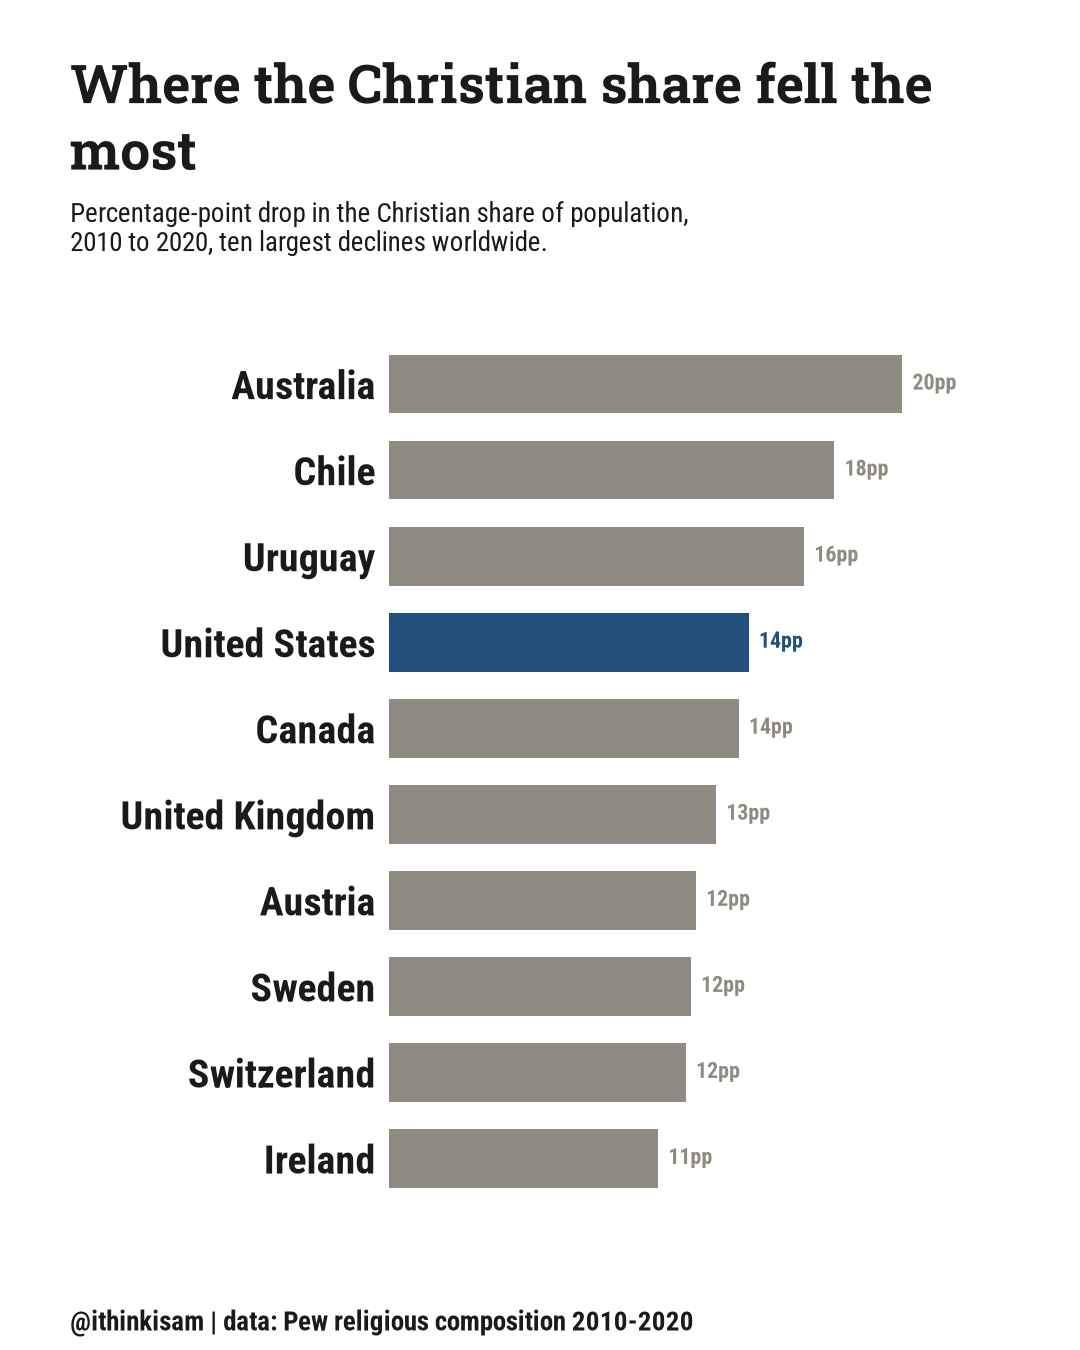 Where the Christian share fell the
most
Percentage-point drop in the Christian share of population,
2010 to 2020, ten largest declines worldwide.
Australia 20pp
Chile 18pp
Uruguay 16pp
United States 14pp
Canada 14pp
United Kingdom 13pp
Austria 12pp
Sweden 12pp
Switzerland 12pp
Ireland 11pp
@ithinkisam | data: Pew religious composition 2010-2020